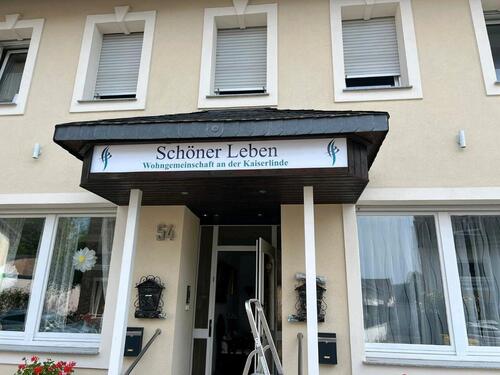 Schöner Leben
Wohngemeinschaft an der Kaiserlinde
54